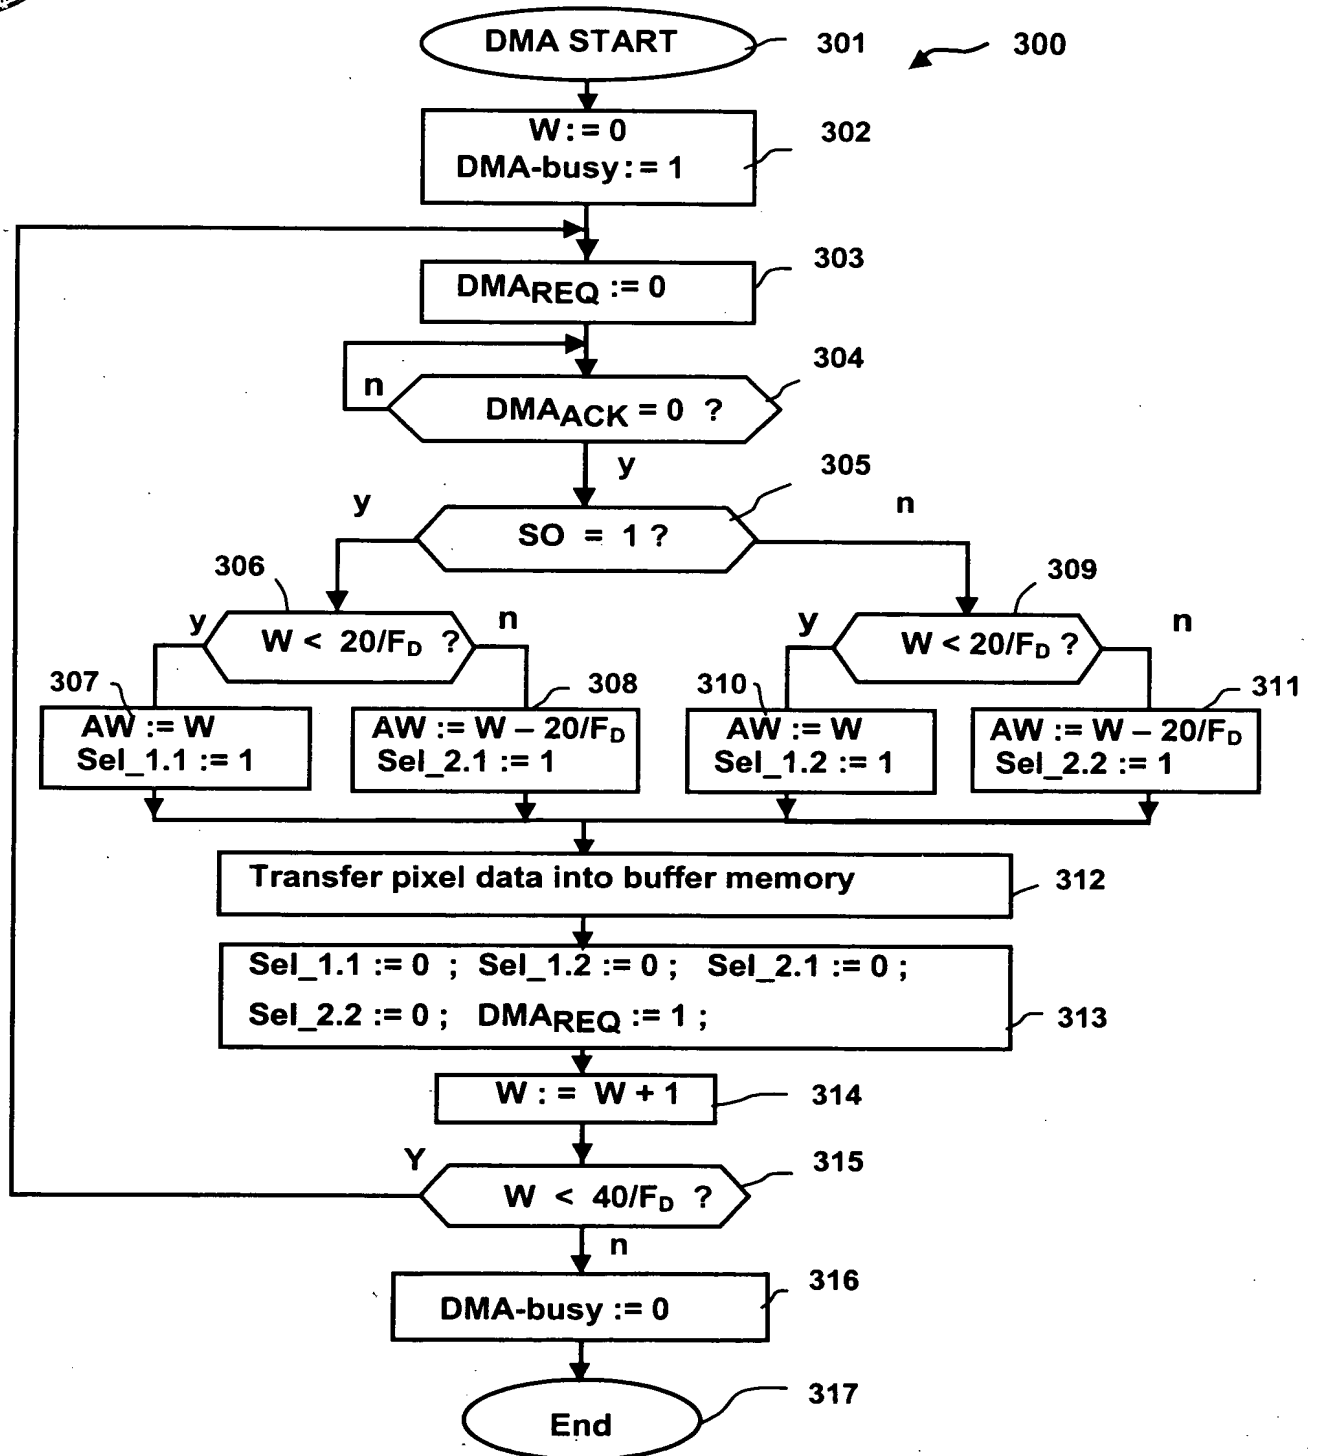 DMA START
301
300
W := 0
DMA-busy := 1
302
DMAREQ := 0
303
DMAACK = 0 ?
n
304
y
SO = 1 ?
305
y
n
W < 20/FD ?
306
y
n
W < 20/FD ?
309
y
n
307
AW := W
Sel_1.1 := 1
308
AW := W – 20/FD
Sel_2.1 := 1
310
AW := W
Sel_1.2 := 1
311
AW := W – 20/FD
Sel_2.2 := 1
Transfer pixel data into buffer memory
312
Sel_1.1 := 0 ; Sel_1.2 := 0 ; Sel_2.1 := 0 ;
Sel_2.2 := 0 ; DMAREQ := 1 ;
313
W : = W + 1
314
Y
W < 40/FD ?
315
n
DMA-busy := 0
316
End
317